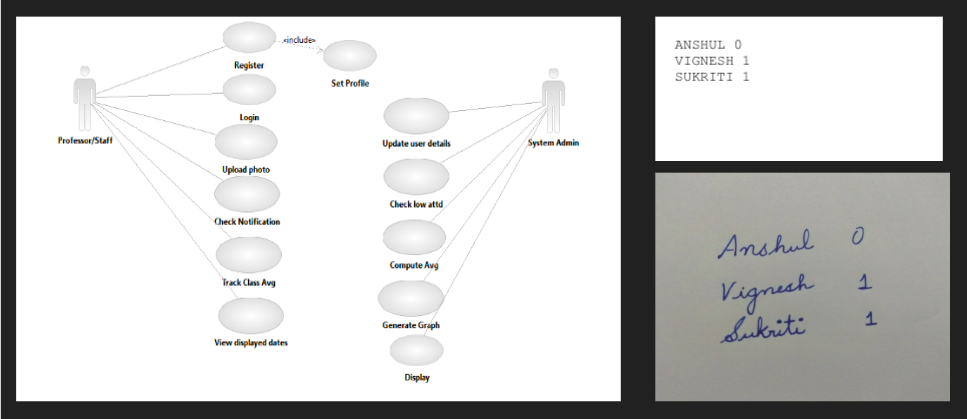 «include»
Register
Set Profile
Login
Professor/Staff
Update user details
System Admin
Upload photo
Check low attd
Check Notification
Compute Avg
Track Class Avg
Generate Graph
View displayed dates
Display
ANSHUL 0
VIGNESH 1
SUKRITI 1
Anshul 0
Vignesh 1
Sukriti 1